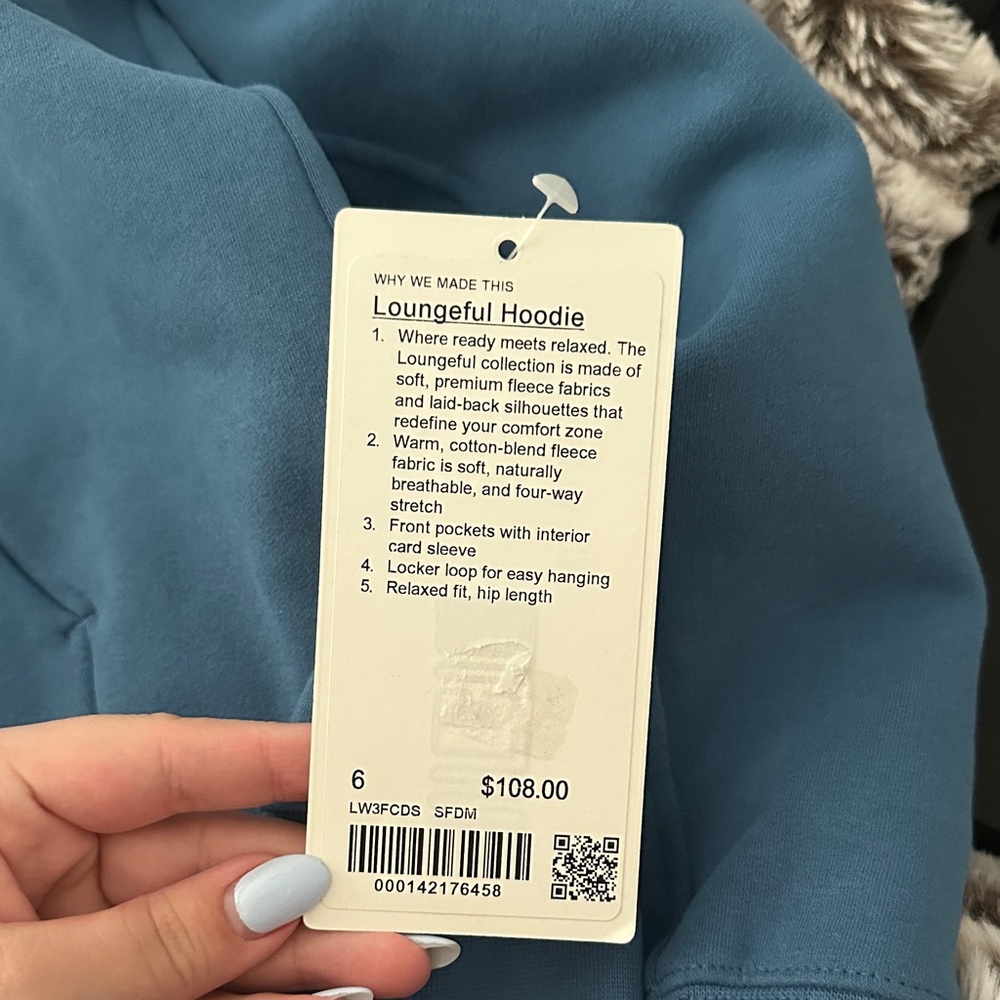 WHY WE MADE THIS
Loungeful Hoodie
1. Where ready meets relaxed. The
Loungeful collection is made of
soft, premium fleece fabrics
and laid-back silhouettes that
redefine your comfort zone
2. Warm, cotton-blend fleece
fabric is soft, naturally
breathable, and four-way
stretch
3. Front pockets with interior
card sleeve
4. Locker loop for easy hanging
5. Relaxed fit, hip length
6 $108.00
LW3FCDS SFDM
000142176458